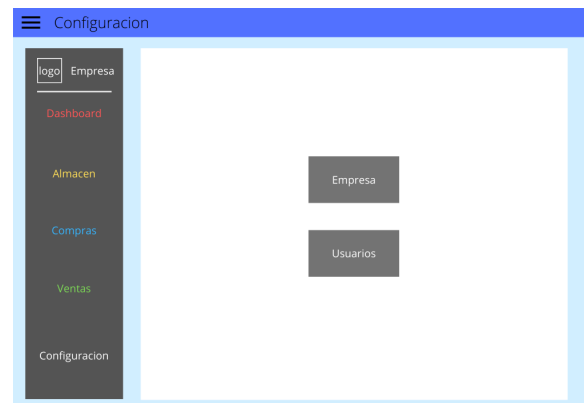 Configuracion
logo Empresa
Dashboard
Almacen
Compras
Ventas
Configuracion
Empresa
Usuarios